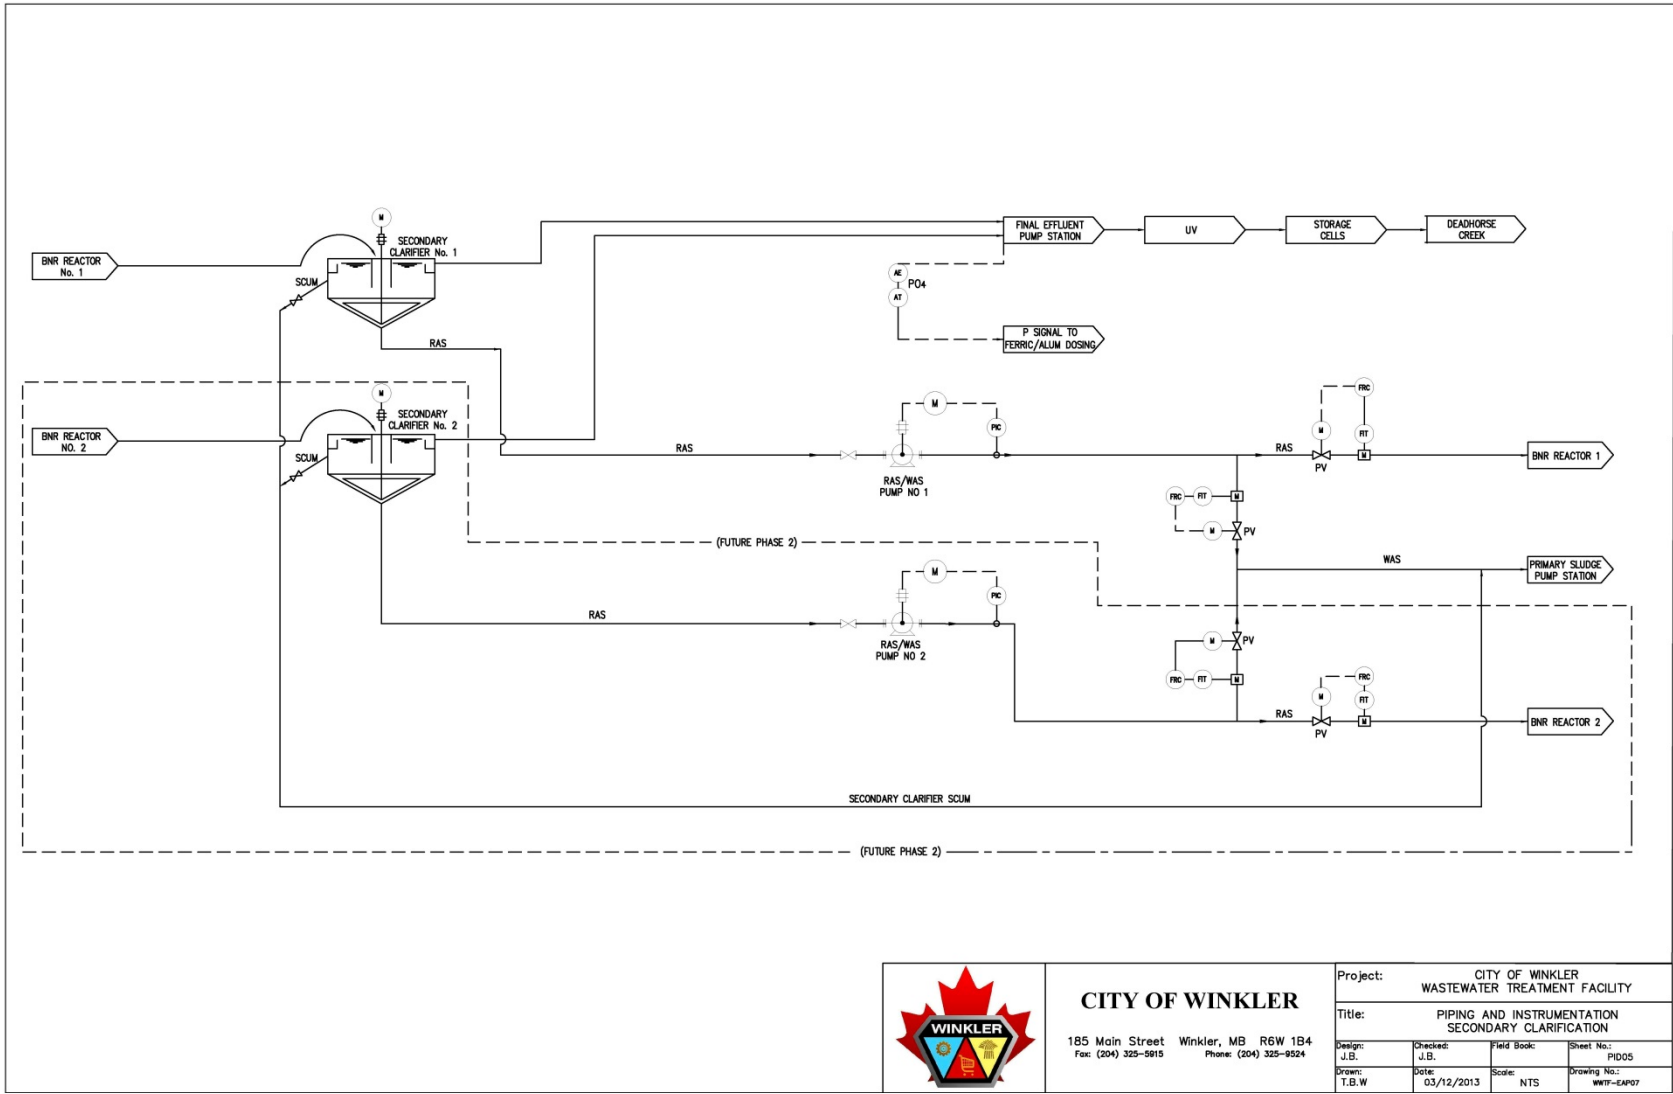 M
SECONDARY
CLARIFIER No. 1
BNR REACTOR
No. 1
SCUM
RAS
FINAL EFFLUENT
PUMP STATION
UV
STORAGE
CELLS
DEADHORSE
CREEK
AE
PO4
AT
P SIGNAL TO
FERRIC/ALUM DOSING
M
SECONDARY
CLARIFIER No. 2
BNR REACTOR
NO. 2
SCUM
RAS
M
PIC
RAS/WAS
PUMP NO 1
FRC
M
FIT
RAS
PV
M
BNR REACTOR 1
FRC
FIT
M
M
PV
(FUTURE PHASE 2)
WAS
PRIMARY SLUDGE
PUMP STATION
M
PIC
RAS
RAS/WAS
PUMP NO 2
M
PV
FRC
FIT
M
FRC
M
FIT
RAS
PV
M
BNR REACTOR 2
SECONDARY CLARIFIER SCUM
(FUTURE PHASE 2)
WINKLER
CITY OF WINKLER
185 Main Street Winkler, MB R6W 1B4
Fax: (204) 325-5915 Phone: (204) 325-9524
Project: CITY OF WINKLER
WASTEWATER TREATMENT FACILITY
Title: PIPING AND INSTRUMENTATION
SECONDARY CLARIFICATION
Design: Checked: Field Book: Sheet No.:
J.B. J.B. PID05
Drawn: Date: Scale: Drawing No.:
T.B.W 03/12/2013 NTS WWTF-EAP07